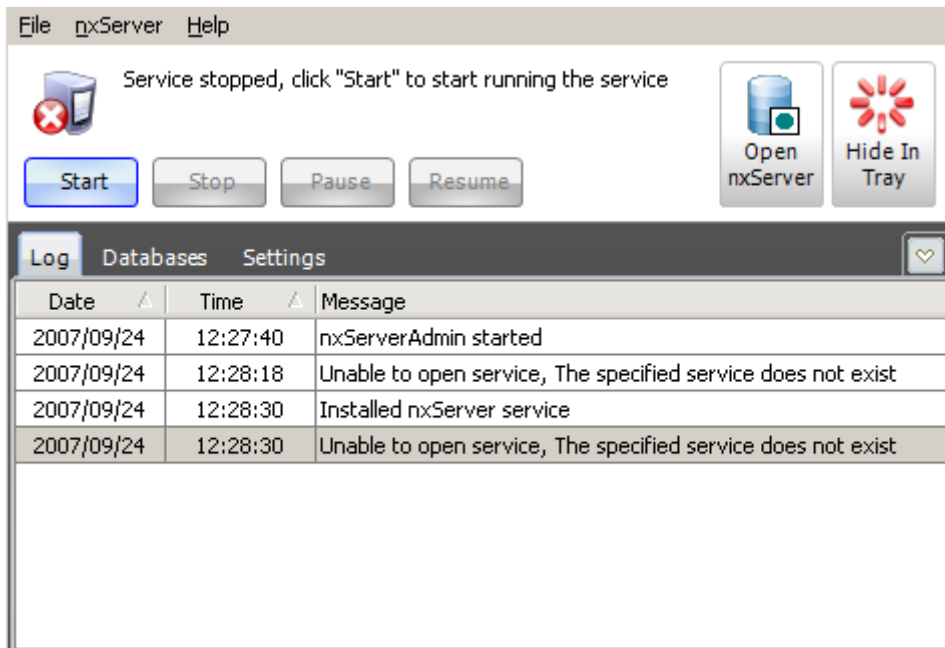 File nxServer Help
Service stopped, click "Start" to start running the service
Start Stop Pause Resume
Open
nxServer
Hide In
Tray
Log Databases Settings
Date Time Message
2007/09/24 12:27:40 nxServerAdmin started
2007/09/24 12:28:18 Unable to open service, The specified service does not exist
2007/09/24 12:28:30 Installed nxServer service
2007/09/24 12:28:30 Unable to open service, The specified service does not exist